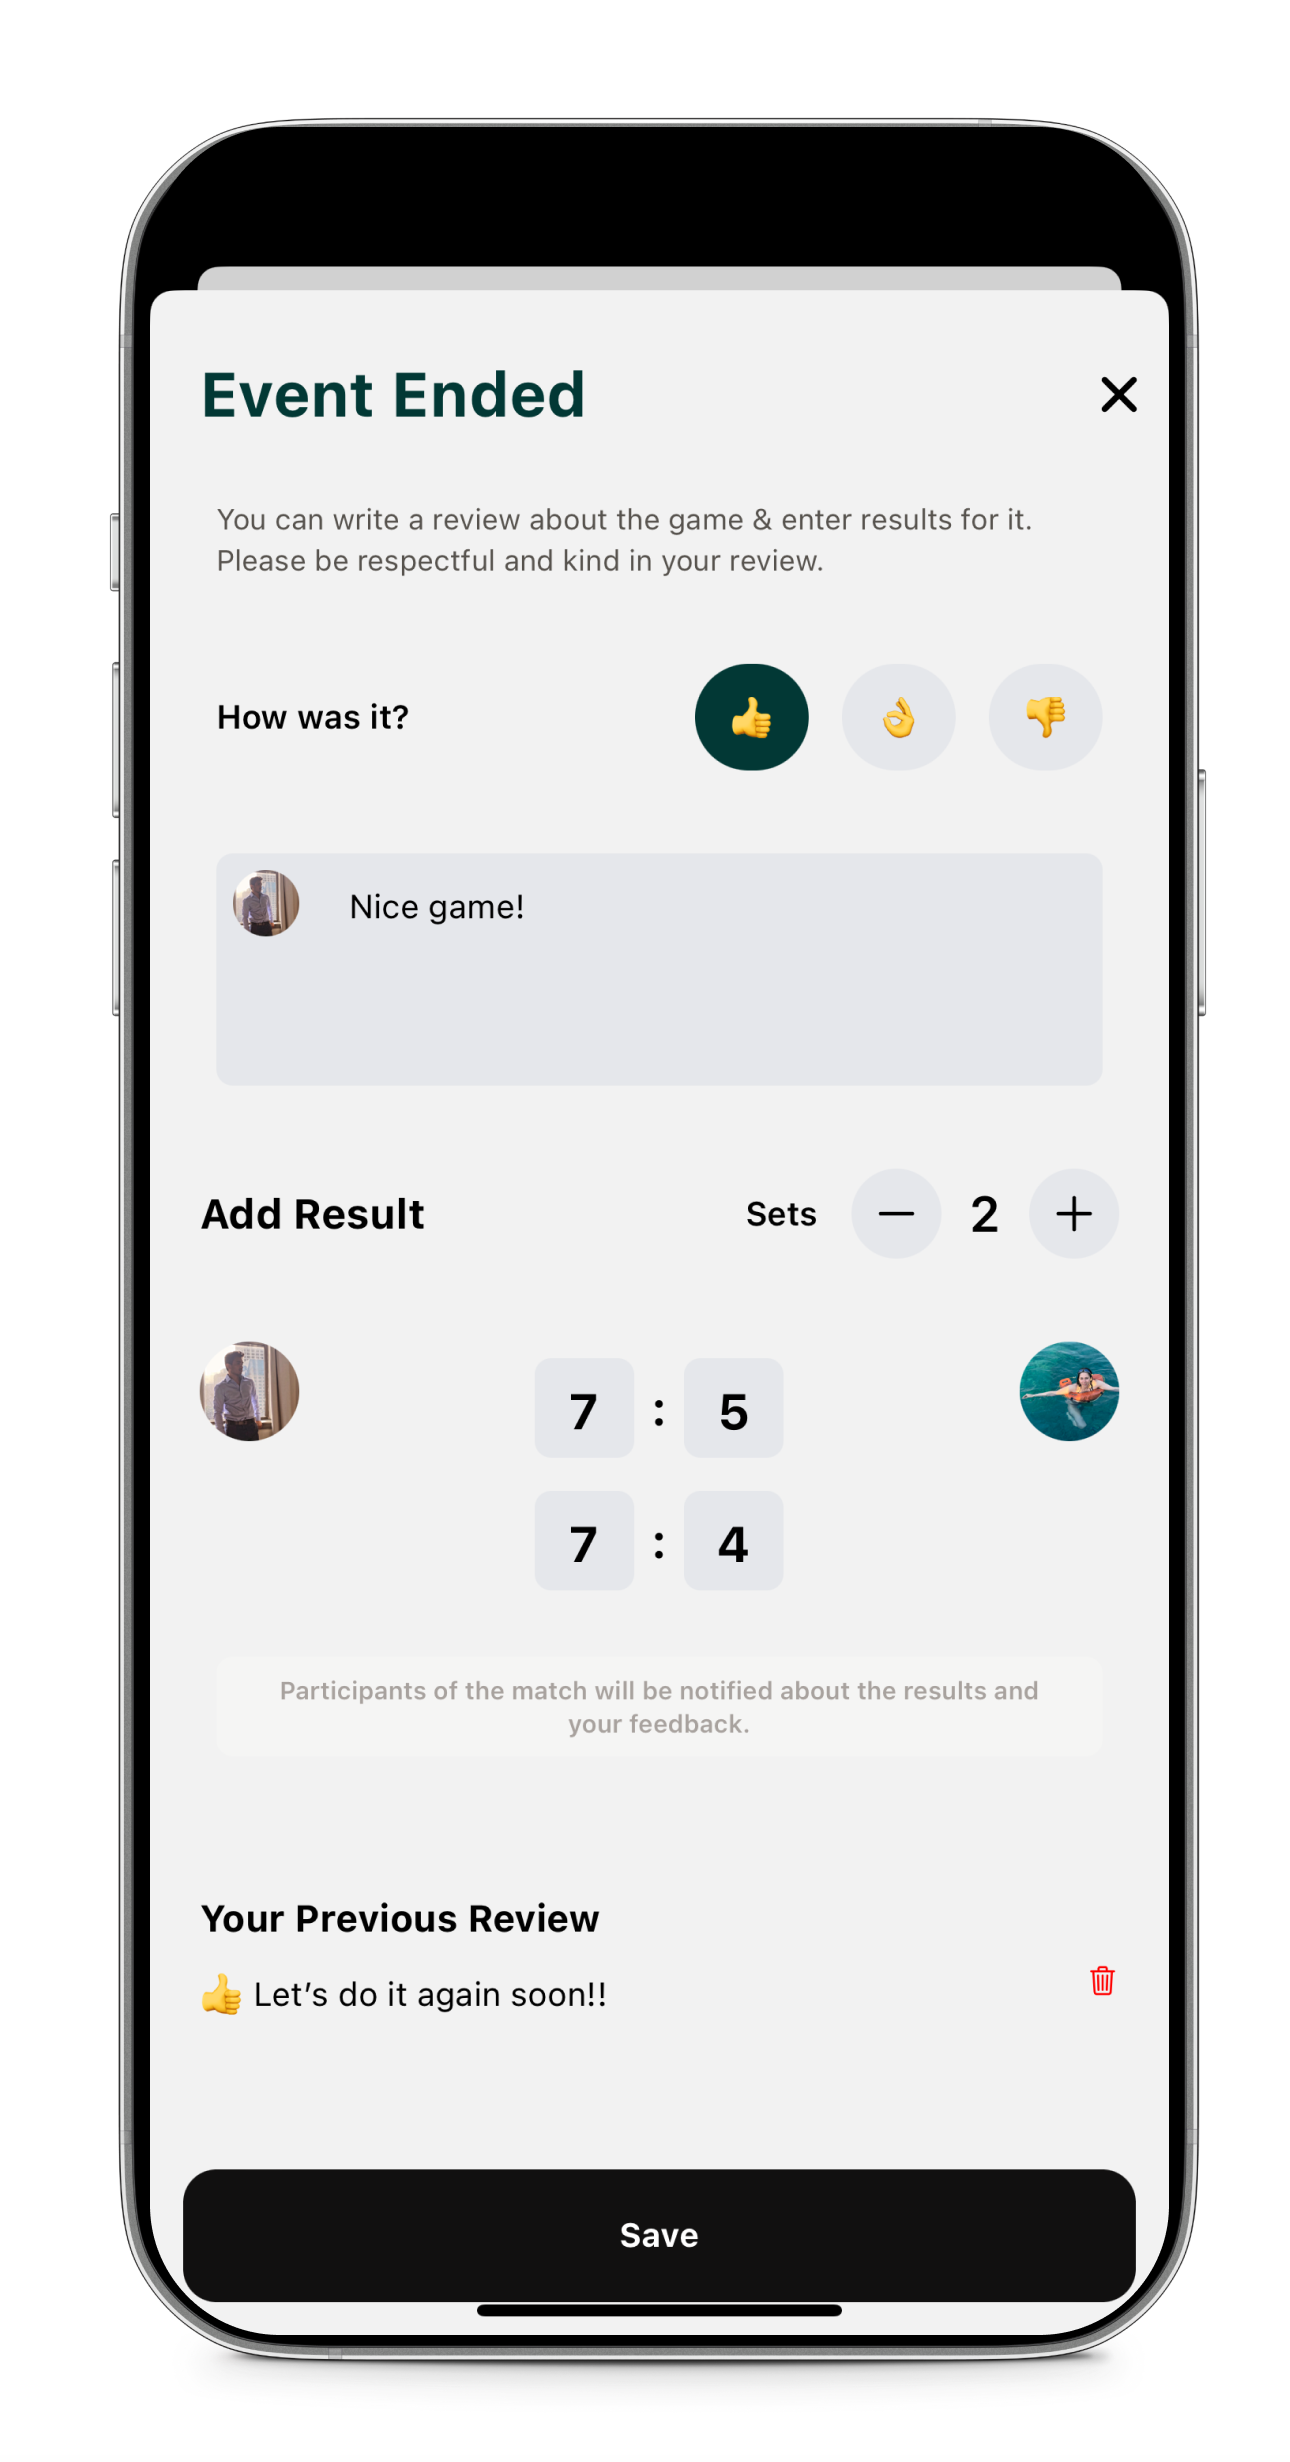 Event Ended
You can write a review about the game & enter results for it.
Please be respectful and kind in your review.
How was it? 👍 👌 👎
Nice game!
Add Result Sets − 2 +
7 : 5
7 : 4
Participants of the match will be notified about the results and
your feedback.
Your Previous Review
👍 Let’s do it again soon!!
Save